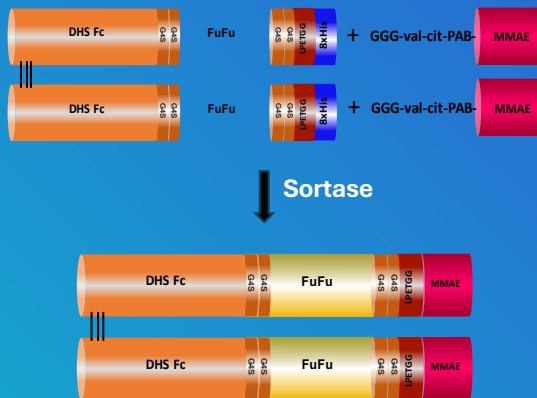 DHS Fc G4S G4S FuFu G4S G4S LPETGG 8xHis + GGG-val-cit-PAB- MMAE
DHS Fc G4S G4S FuFu G4S G4S LPETGG 8xHis + GGG-val-cit-PAB- MMAE
Sortase
DHS Fc G4S G4S FuFu G4S G4S LPETGG MMAE
DHS Fc G4S G4S FuFu G4S G4S LPETGG MMAE